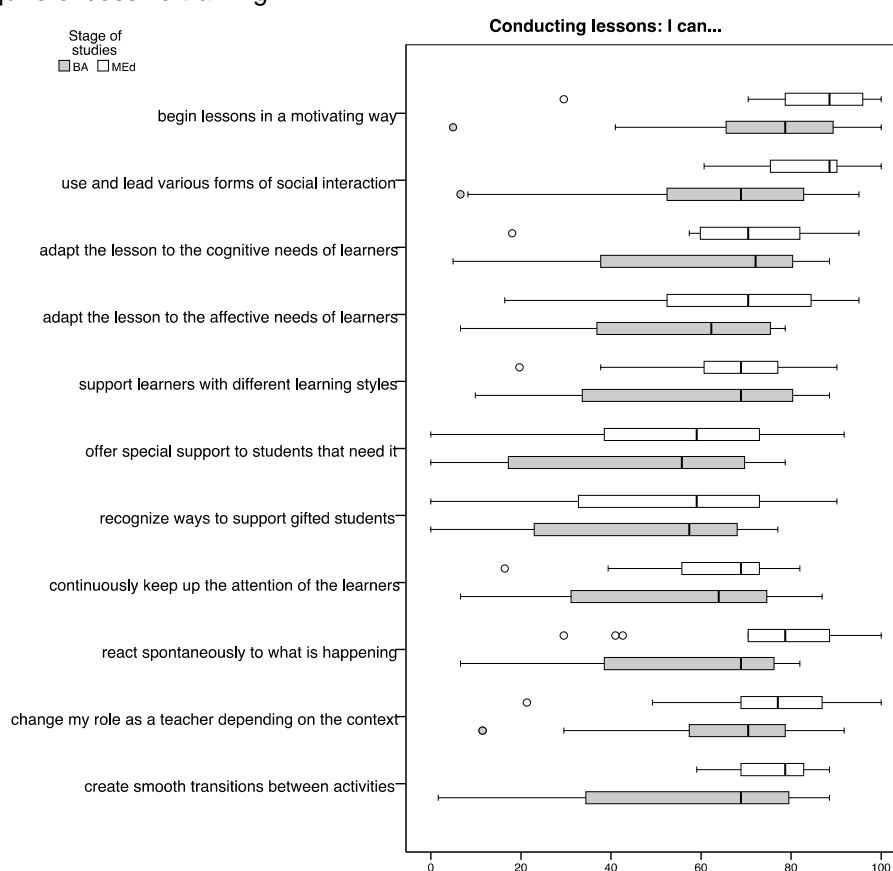 Conducting lessons: I can...
Stage of
studies
BA MEd
begin lessons in a motivating way
use and lead various forms of social interaction
adapt the lesson to the cognitive needs of learners
adapt the lesson to the affective needs of learners
support learners with different learning styles
offer special support to students that need it
recognize ways to support gifted students
continuously keep up the attention of the learners
react spontaneously to what is happening
change my role as a teacher depending on the context
create smooth transitions between activities
0 20 40 60 80 100